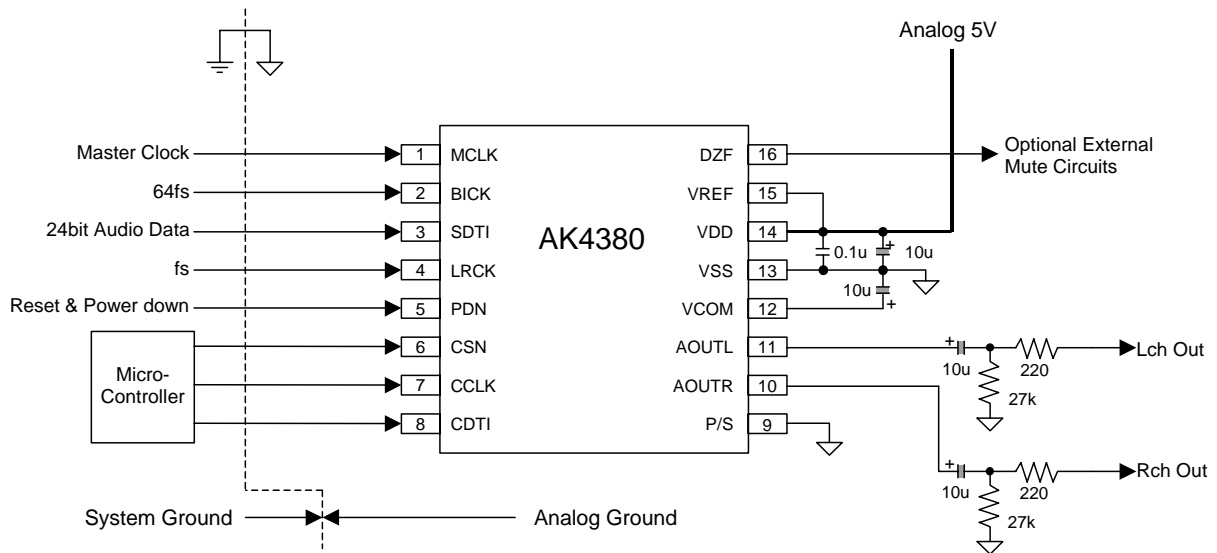 Analog 5V
Master Clock
64fs
24bit Audio Data
fs
Reset & Power down
Micro-
Controller
1 MCLK
2 BICK
3 SDTI
4 LRCK
5 PDN
6 CSN
7 CCLK
8 CDTI
AK4380
DZF 16
VREF 15
VDD 14
VSS 13
VCOM 12
AOUTL 11
AOUTR 10
P/S 9
Optional External
Mute Circuits
0.1u
+
10u
10u
+
+
10u
220
Lch Out
27k
+
10u
220
Rch Out
27k
System Ground
Analog Ground